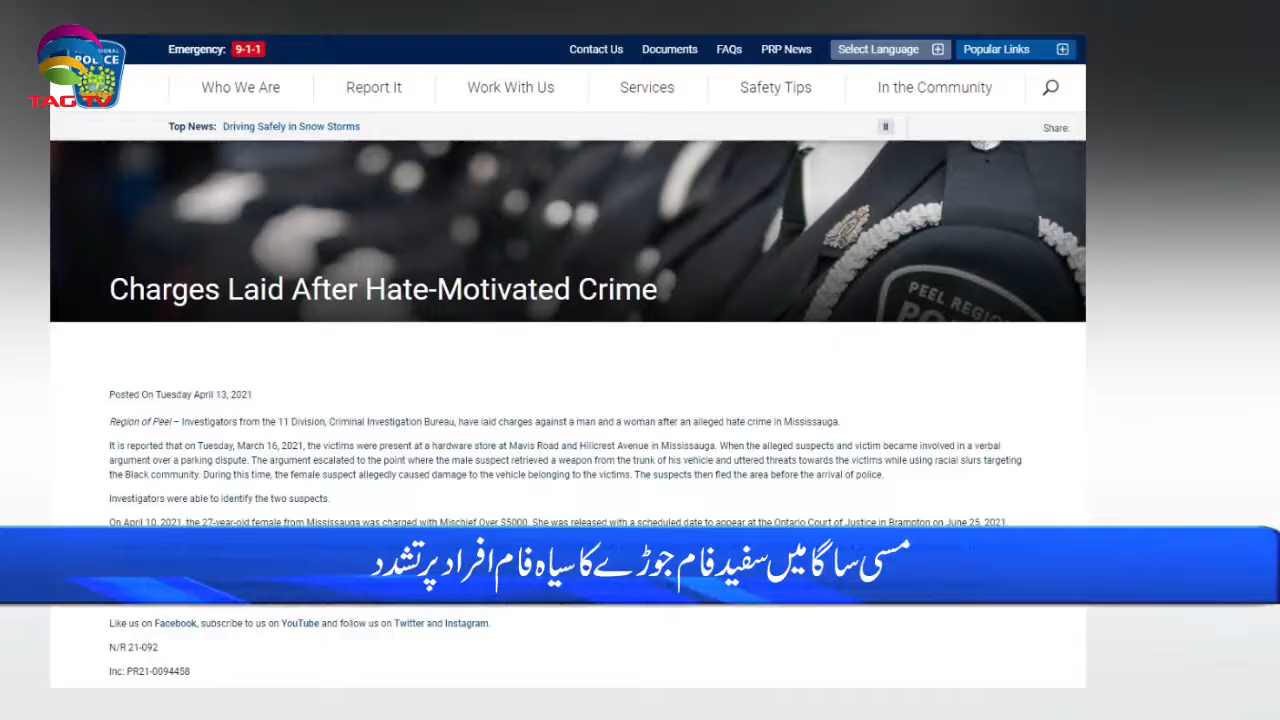 Emergency: 9-1-1
Contact Us Documents FAQs PRP News Select Language Popular Links
TAG TV
POLICE
Who We Are Report It Work With Us Services Safety Tips In the Community
Top News: Driving Safely in Snow Storms
Share:
PEEL REGIONAL
Charges Laid After Hate-Motivated Crime
Posted On Tuesday April 13, 2021
Region of Peel – Investigators from the 11 Division, Criminal Investigation Bureau, have laid charges against a man and a woman after an alleged hate crime in Mississauga.
It is reported that on Tuesday, March 16, 2021, the victims were present at a hardware store at Mavis Road and Hillcrest Avenue in Mississauga. When the alleged suspects and victim became involved in a verbal
argument over a parking dispute. The argument escalated to the point where the male suspect retrieved a weapon from the trunk of his vehicle and uttered threats towards the victims while using racial slurs targeting
the Black community. During this time, the female suspect allegedly caused damage to the vehicle belonging to the victims. The suspects then fled the area before the arrival of police.
Investigators were able to identify the two suspects.
On April 10, 2021, the 27-year-old female from Mississauga was charged with Mischief Over $5000. She was released with a scheduled date to appear at the Ontario Court of Justice in Brampton on June 25, 2021.
مسی ساگا میں سفید فام جوڑے کا سیاہ فام افراد پر تشدد
Like us on Facebook, subscribe to us on YouTube and follow us on Twitter and Instagram.
N/R 21-092
Inc: PR21-0094458